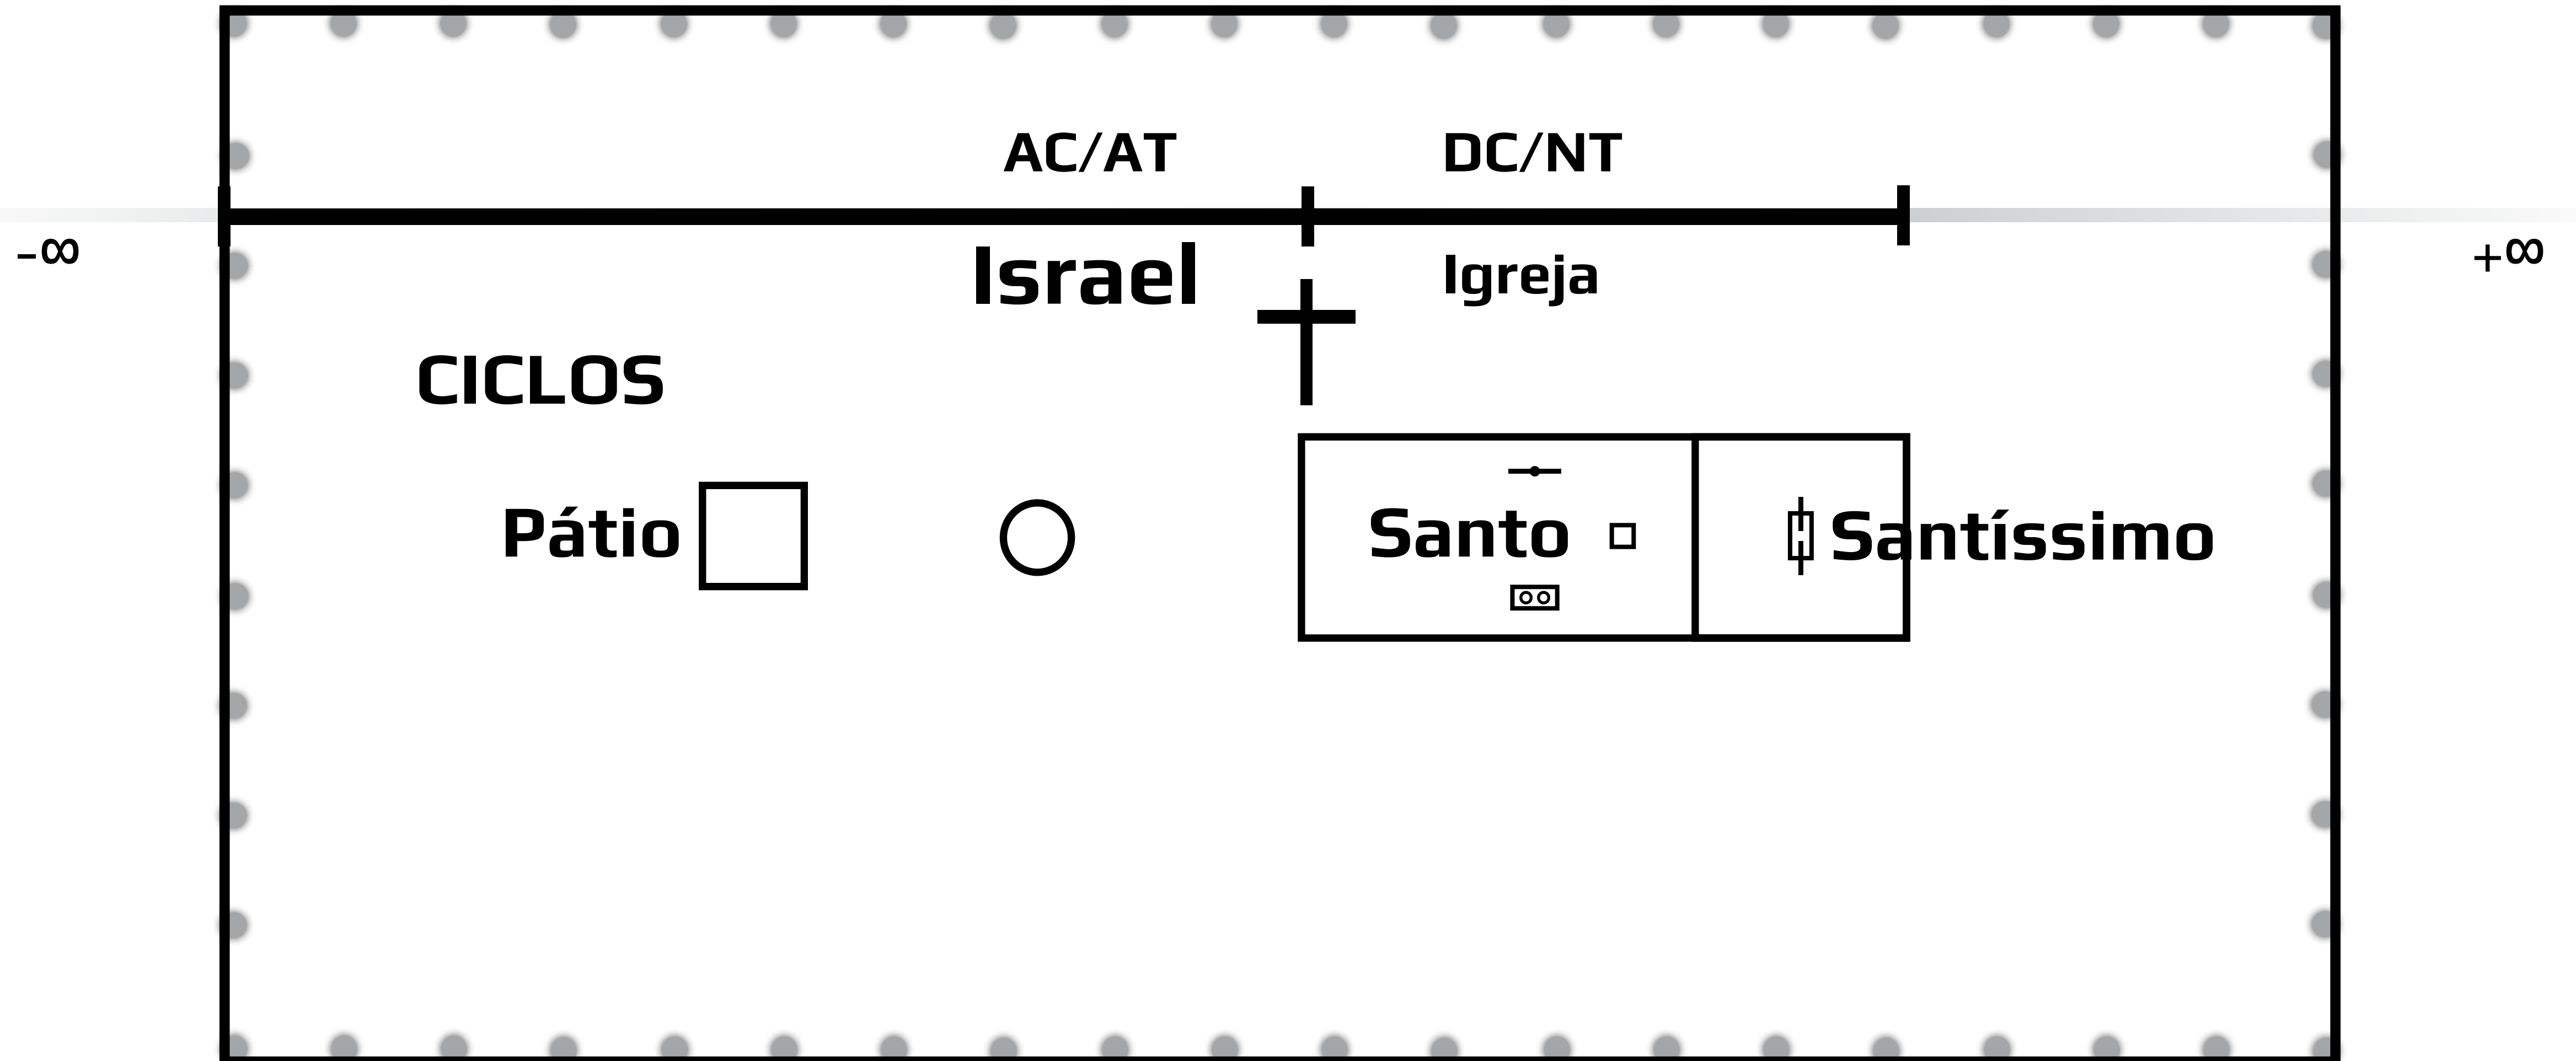 AC/AT
DC/NT
-∞
+∞
Israel
Igreja
CICLOS
Pátio
Santo
Santíssimo